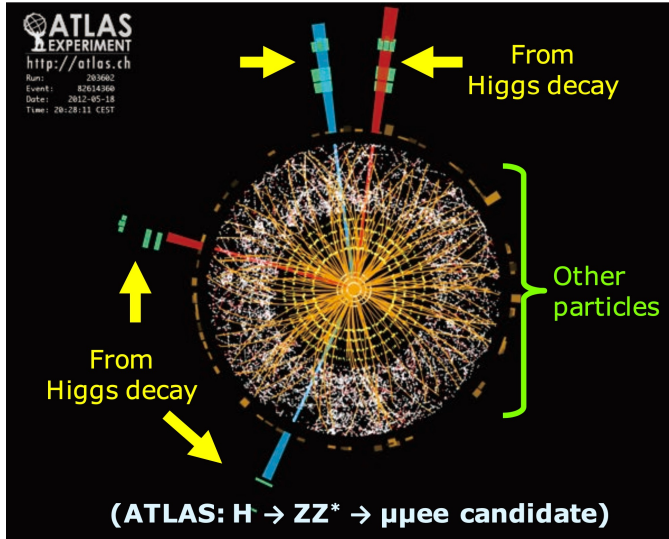 ATLAS
EXPERIMENT
http://atlas.ch
Run: 203602
Event: 82614360
Date: 2012-05-18
Time: 20:28:11 CEST
From
Higgs decay
Other
particles
From
Higgs decay
(ATLAS: H → ZZ* → μμee candidate)